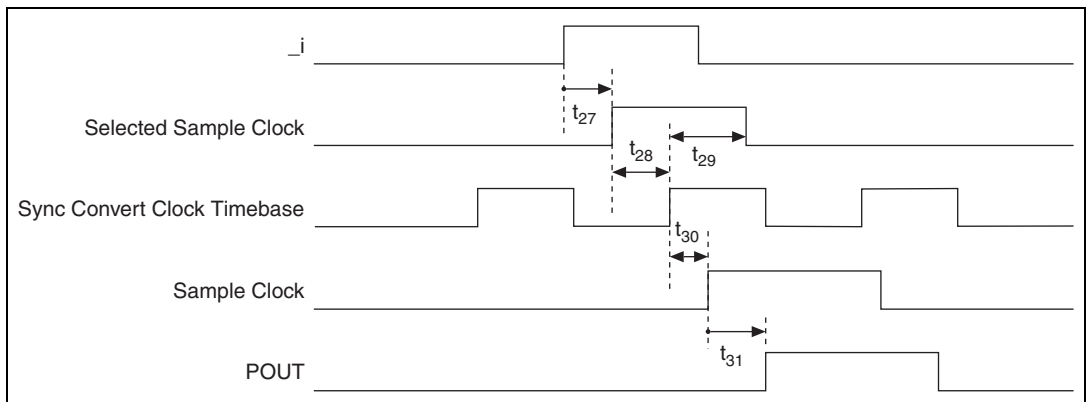 _i
t27
Selected Sample Clock
t28
t29
Sync Convert Clock Timebase
t30
Sample Clock
t31
POUT